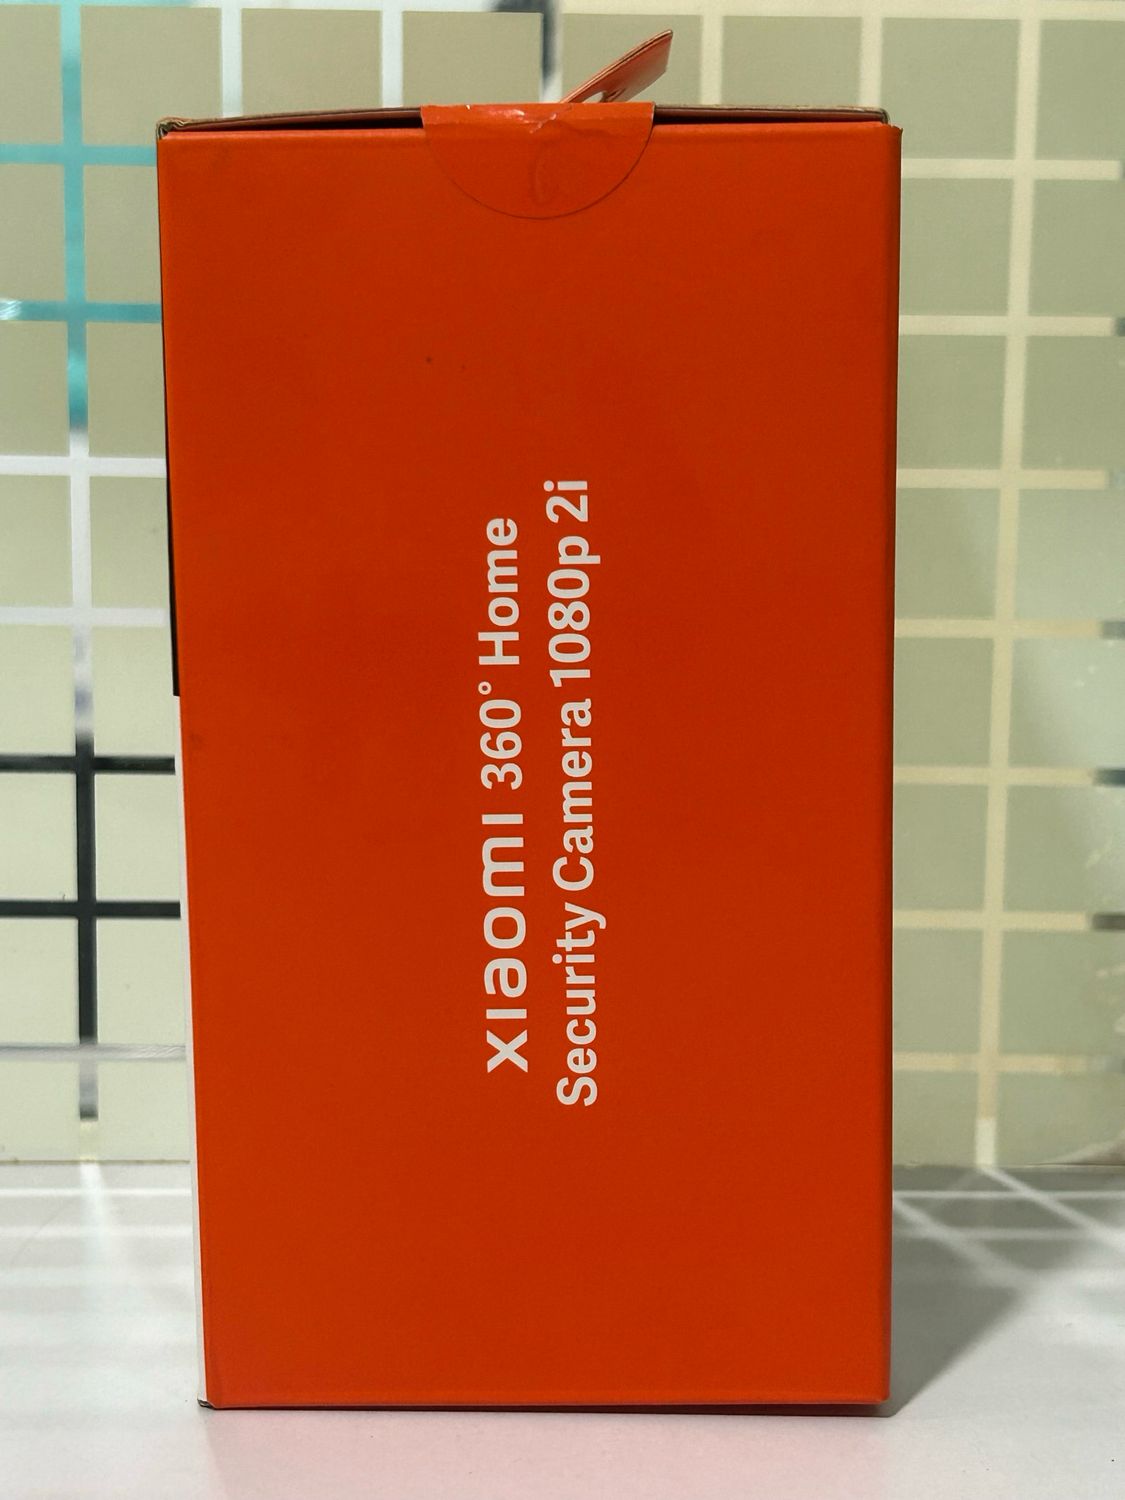 xiaomi 360° Home
Security Camera 1080p 2i